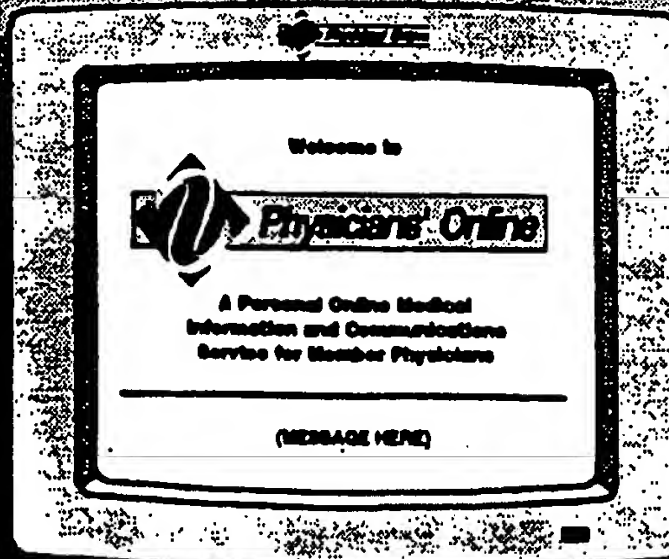 Welcome to
Physicians' Online
A Personal Online Medical
Information and Communications
Service for Member Physicians
(MESSAGE HERE)